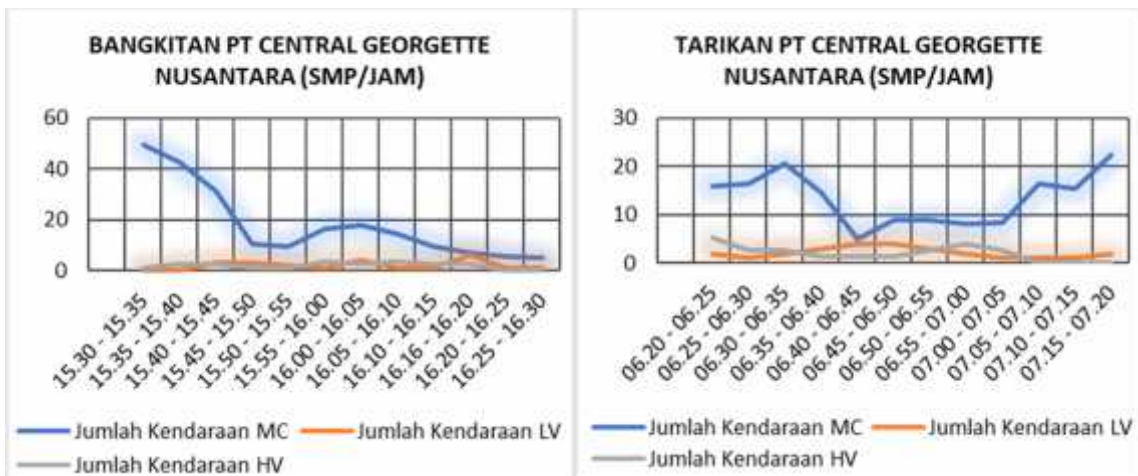 BANGKITAN PT CENTRAL GEORGETTE
NUSANTARA (SMP/JAM)
60
40
20
0
15.30 - 15.35
15.35 - 15.40
15.40 - 15.45
15.45 - 15.50
15.50 - 15.55
15.55 - 16.00
16.00 - 16.05
16.05 - 16.10
16.10 - 16.15
16.16 - 16.20
16.20 - 16.25
16.25 - 16.30
Jumlah Kendaraan MC
Jumlah Kendaraan LV
Jumlah Kendaraan HV
TARIKAN PT CENTRAL GEORGETTE
NUSANTARA (SMP/JAM)
30
20
10
0
06.20 - 06.25
06.25 - 06.30
06.30 - 06.35
06.35 - 06.40
06.40 - 06.45
06.45 - 06.50
06.50 - 06.55
06.55 - 07.00
07.00 - 07.05
07.05 - 07.10
07.10 - 07.15
07.15 - 07.20
Jumlah Kendaraan MC
Jumlah Kendaraan LV
Jumlah Kendaraan HV